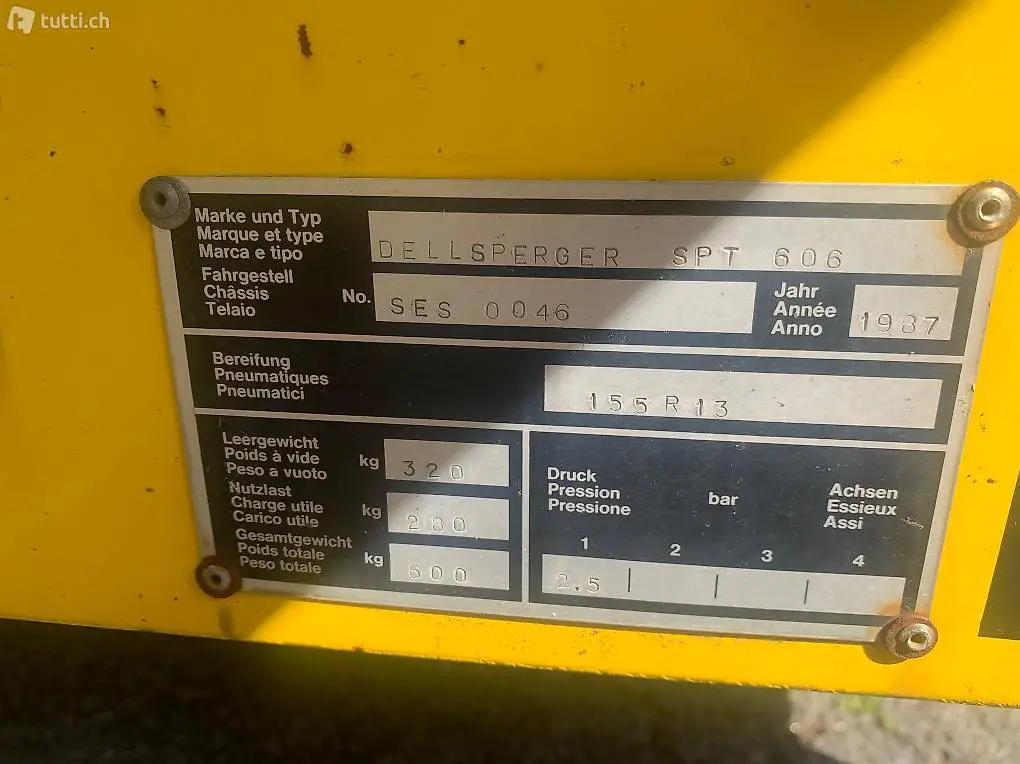 tutti.ch
Marke und Typ
Marque et type
Marca e tipo
DELLSPERGER SPT 606
Fahrgestell
Châssis
Telaio
No.
SES 0046
Jahr
Année
Anno
1987
Bereifung
Pneumatiques
Pneumatici
155 R 13
Leergewicht
Poids à vide
Peso a vuoto
kg
320
Nutzlast
Charge utile
Carico utile
kg
280
Gesamtgewicht
Poids totale
Peso totale
kg
600
Druck
Pression
Pressione
bar
Achsen
Essieux
Assi
1 2 3 4
2.5